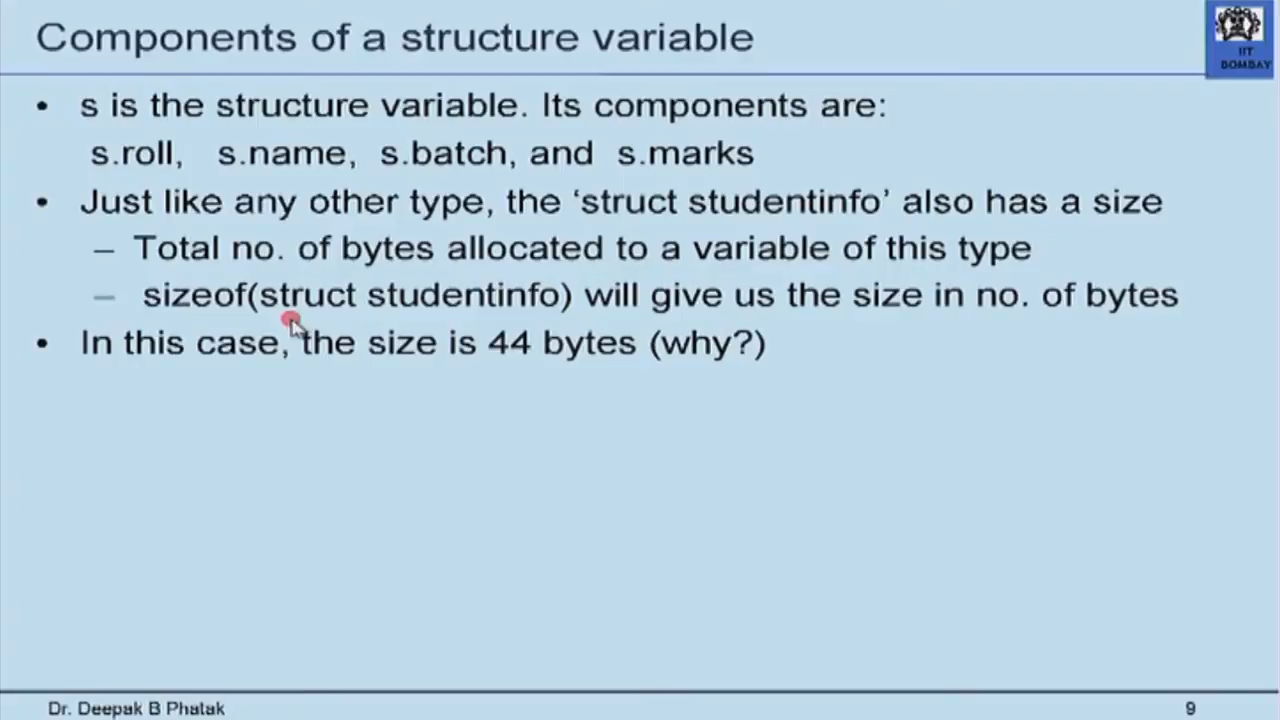 Components of a structure variable
IIT
BOMBAY
• s is the structure variable. Its components are:
s.roll, s.name, s.batch, and s.marks
• Just like any other type, the ‘struct studentinfo’ also has a size
– Total no. of bytes allocated to a variable of this type
– sizeof(struct studentinfo) will give us the size in no. of bytes
• In this case, the size is 44 bytes (why?)
Dr. Deepak B Phatak
9